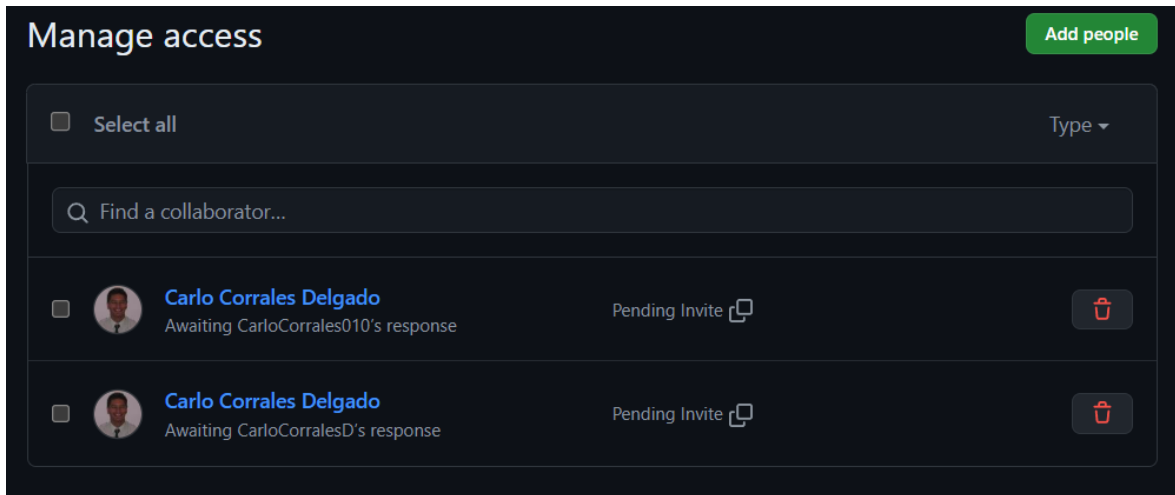 Manage access
Add people
Select all
Type
Find a collaborator...
Carlo Corrales Delgado
Awaiting CarloCorrales010's response
Pending Invite
Carlo Corrales Delgado
Awaiting CarloCorralesD's response
Pending Invite